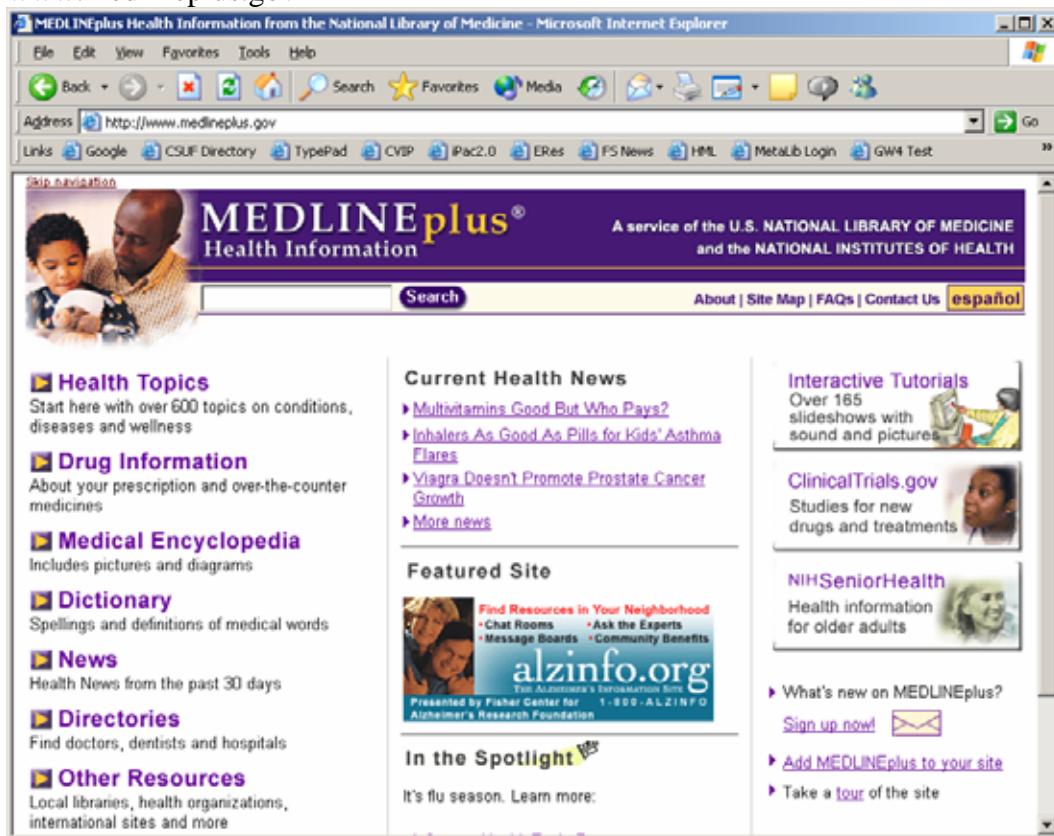 MEDLINEplus Health Information from the National Library of Medicine - Microsoft Internet Explorer
File Edit View Favorites Tools Help
Back Search Favorites Media
Address http://www.medlineplus.gov Go
Links Google CSUF Directory TypePad CVIP iPac2.0 ERes FS News HML MetaLib Login GW4 Test »
Skip navigation
MEDLINEplus®
Health Information
A service of the U.S. NATIONAL LIBRARY OF MEDICINE
and the NATIONAL INSTITUTES OF HEALTH
Search
About | Site Map | FAQs | Contact Us español
Health Topics
Start here with over 600 topics on conditions,
diseases and wellness
Drug Information
About your prescription and over-the-counter
medicines
Medical Encyclopedia
Includes pictures and diagrams
Dictionary
Spellings and definitions of medical words
News
Health News from the past 30 days
Directories
Find doctors, dentists and hospitals
Other Resources
Local libraries, health organizations,
international sites and more
Current Health News
Multivitamins Good But Who Pays?
Inhalers As Good As Pills for Kids' Asthma
Flares
Viagra Doesn't Promote Prostate Cancer
Growth
More news
Featured Site
Find Resources in Your Neighborhood
•Chat Rooms •Ask the Experts
•Message Boards •Community Benefits
alzinfo.org
THE ALZHEIMER'S INFORMATION SITE
Presented by Fisher Center for 1-800-ALZINFO
Alzheimer's Research Foundation
In the Spotlight
It's flu season. Learn more:
Interactive Tutorials
Over 165
slideshows with
sound and pictures
ClinicalTrials.gov
Studies for new
drugs and treatments
NIHSeniorHealth
Health information
for older adults
What's new on MEDLINEplus?
Sign up now!
Add MEDLINEplus to your site
Take a tour of the site